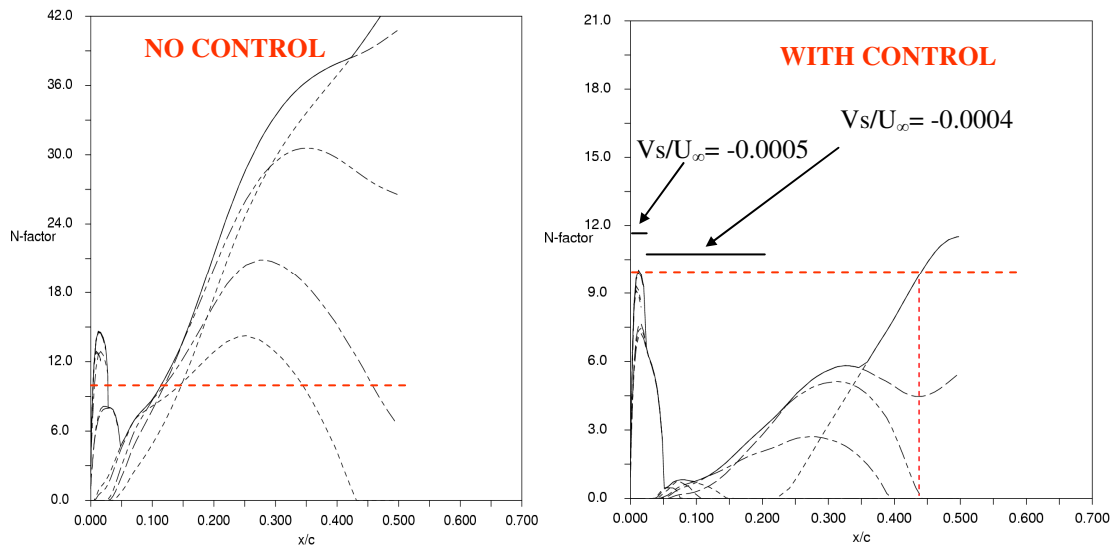 NO CONTROL
42.0
36.0
30.0
24.0
N-factor
18.0
12.0
6.0
0.0
0.000 0.100 0.200 0.300 0.400 0.500 0.600 0.700
x/c
WITH CONTROL
Vs/U∞= -0.0004
Vs/U∞= -0.0005
21.0
18.0
15.0
12.0
N-factor
9.0
6.0
3.0
0.0
0.000 0.100 0.200 0.300 0.400 0.500 0.600 0.700
x/c